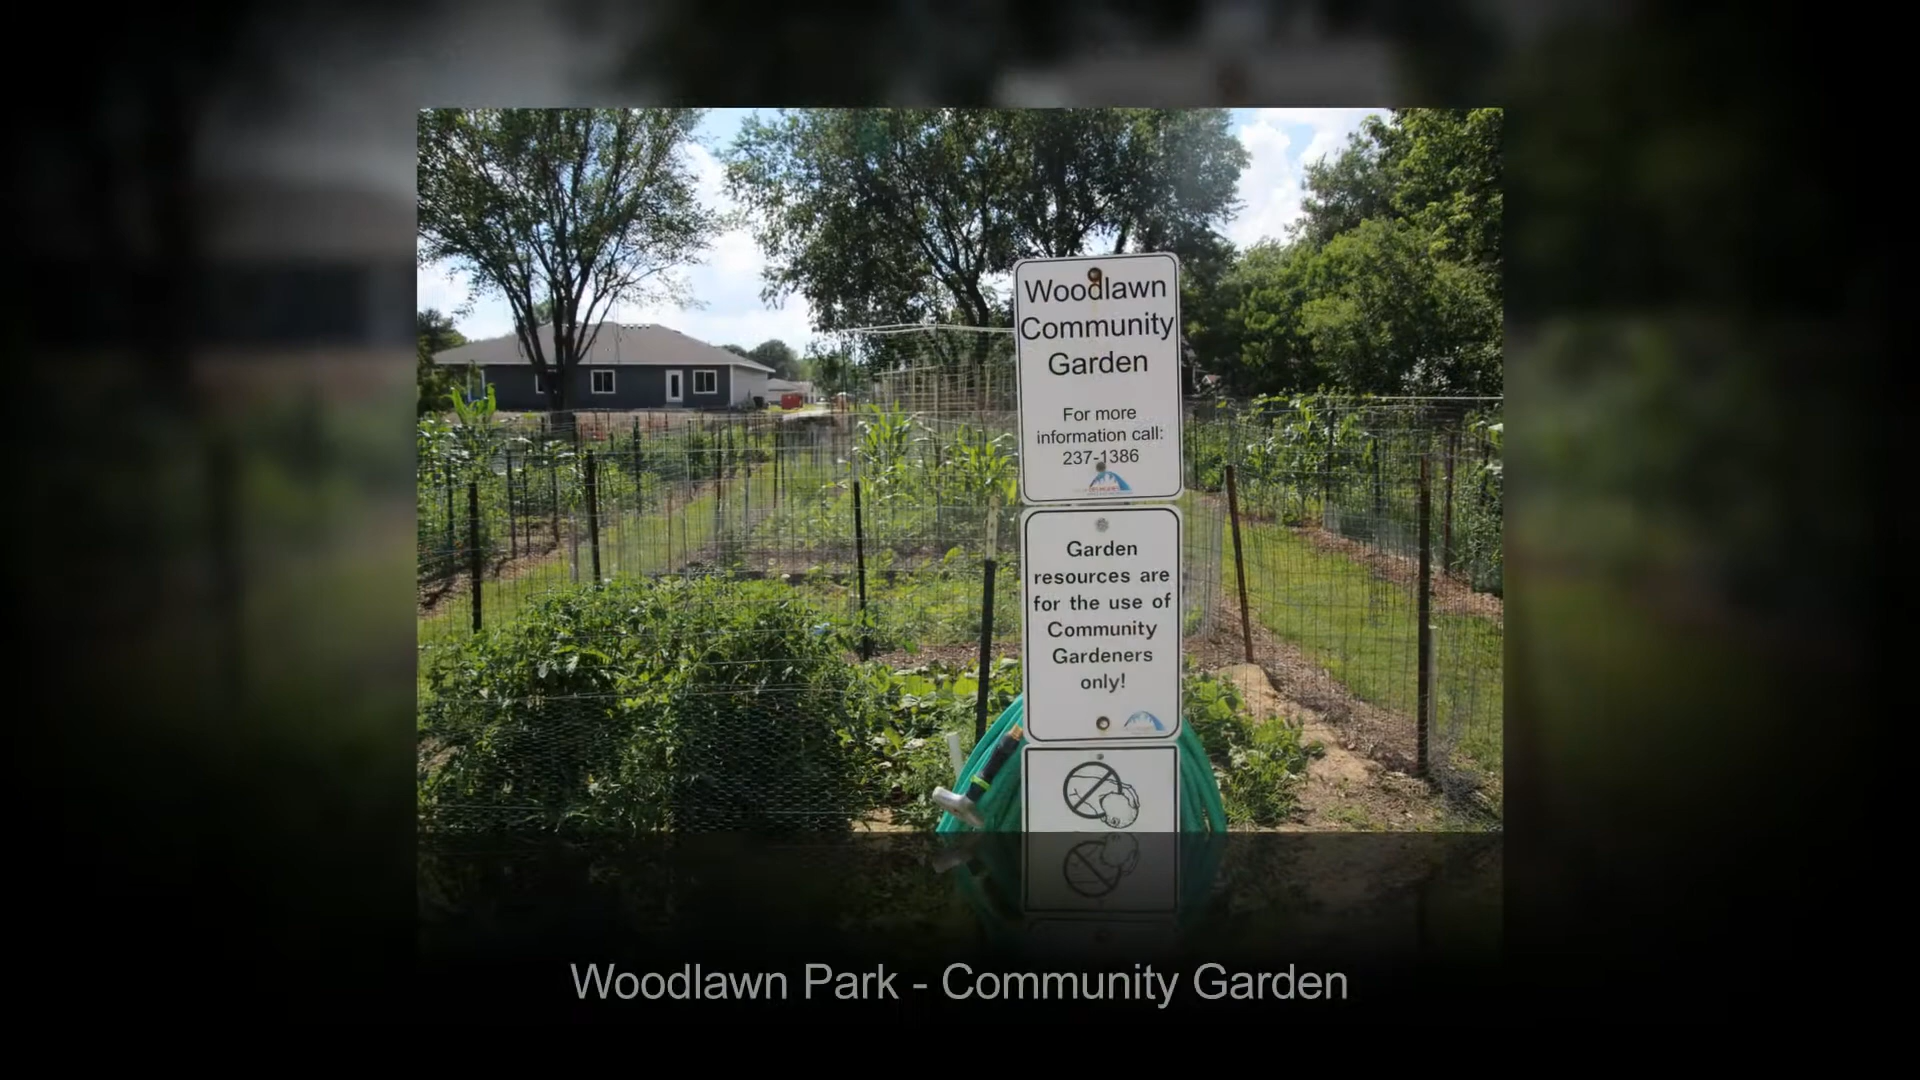 Woodlawn
Community
Garden
For more
information call:
237-1386
Garden
resources are
for the use of
Community
Gardeners
only!
Woodlawn Park - Community Garden